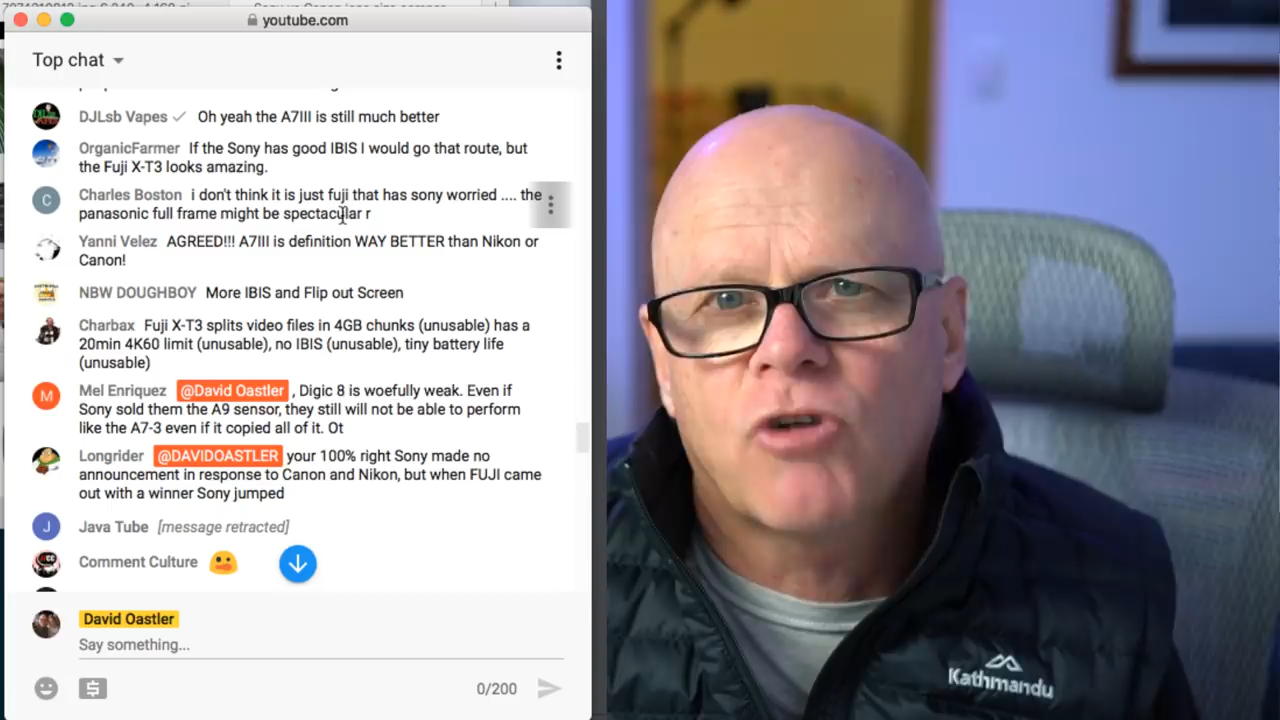 youtube.com
Top chat
DJLsb Vapes Oh yeah the A7III is still much better
OrganicFarmer If the Sony has good IBIS I would go that route, but
the Fuji X-T3 looks amazing.
Charles Boston i don't think it is just fuji that has sony worried .... the
panasonic full frame might be spectacular r
Yanni Velez AGREED!!! A7III is definition WAY BETTER than Nikon or
Canon!
NBW DOUGHBOY More IBIS and Flip out Screen
Charbax Fuji X-T3 splits video files in 4GB chunks (unusable) has a
20min 4K60 limit (unusable), no IBIS (unusable), tiny battery life
(unusable)
M
Mel Enriquez @David Oastler , Digic 8 is woefully weak. Even if
Sony sold them the A9 sensor, they still will not be able to perform
like the A7-3 even if it copied all of it. Ot
Longrider @DAVIDOASTLER your 100% right Sony made no
announcement in response to Canon and Nikon, but when FUJI came
out with a winner Sony jumped
J
Java Tube [message retracted]
Comment Culture
David Oastler
Say something...
0/200
C
Kathmandu